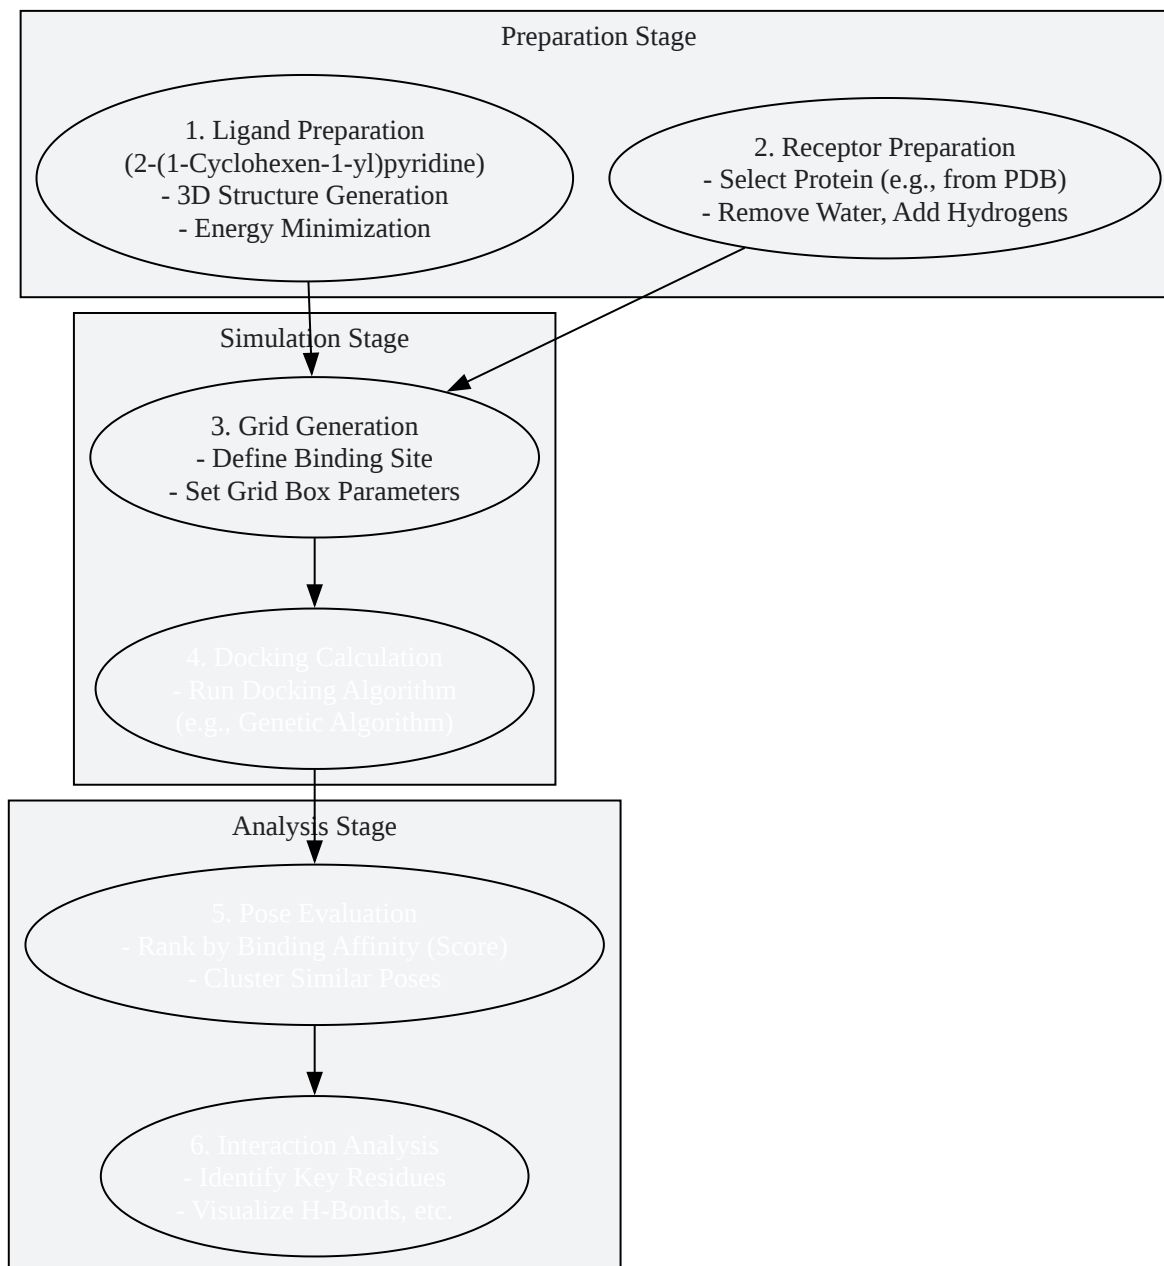 Preparation Stage
1. Ligand Preparation
(2-(1-Cyclohexen-1-yl)pyridine)
- 3D Structure Generation
- Energy Minimization
2. Receptor Preparation
- Select Protein (e.g., from PDB)
- Remove Water, Add Hydrogens
Simulation Stage
3. Grid Generation
- Define Binding Site
- Set Grid Box Parameters
4. Docking Calculation
- Run Docking Algorithm
(e.g., Genetic Algorithm)
Analysis Stage
5. Pose Evaluation
- Rank by Binding Affinity (Score)
- Cluster Similar Poses
6. Interaction Analysis
- Identify Key Residues
- Visualize H-Bonds, etc.